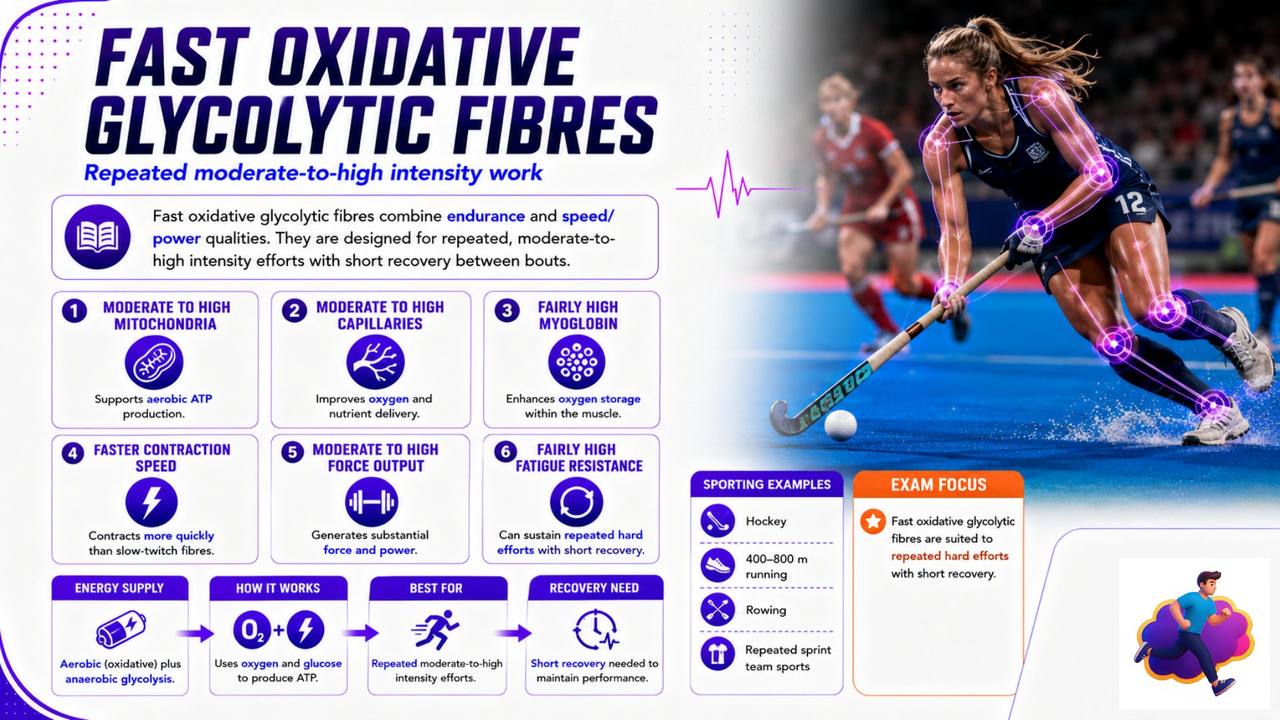 FAST OXIDATIVE
GLYCOLYTIC FIBRES
Repeated moderate-to-high intensity work
Fast oxidative glycolytic fibres combine endurance and speed/
power qualities. They are designed for repeated, moderate-to-
high intensity efforts with short recovery between bouts.
1 MODERATE TO HIGH
MITOCHONDRIA
Supports aerobic ATP
production.
2 MODERATE TO HIGH
CAPILLARIES
Improves oxygen and
nutrient delivery.
3 FAIRLY HIGH
MYOGLOBIN
Enhances oxygen storage
within the muscle.
4 FASTER CONTRACTION
SPEED
Contracts more quickly
than slow-twitch fibres.
5 MODERATE TO HIGH
FORCE OUTPUT
Generates substantial
force and power.
6 FAIRLY HIGH
FATIGUE RESISTANCE
Can sustain repeated hard
efforts with short recovery.
ENERGY SUPPLY
Aerobic (oxidative) plus
anaerobic glycolysis.
HOW IT WORKS
O2 +
Uses oxygen and glucose
to produce ATP.
BEST FOR
Repeated moderate-to-high
intensity efforts.
RECOVERY NEED
Short recovery needed to
maintain performance.
12
SPORTING EXAMPLES
Hockey
400–800 m
running
Rowing
Repeated sprint
team sports
EXAM FOCUS
Fast oxidative glycolytic
fibres are suited to
repeated hard efforts
with short recovery.